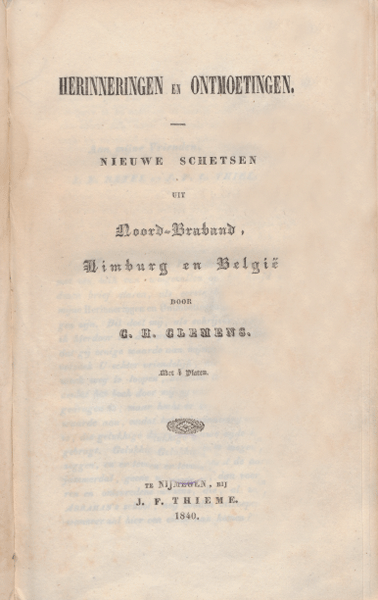 HERINNERINGEN EN ONTMOETINGEN.
NIEUWE SCHETSEN
UIT
Noord-Braband,
Limburg en België
DOOR
C. H. CLEMENS.
Met 4 Platen.
TE NIJMEGEN, BIJ
J. F. THIEME.
1840.